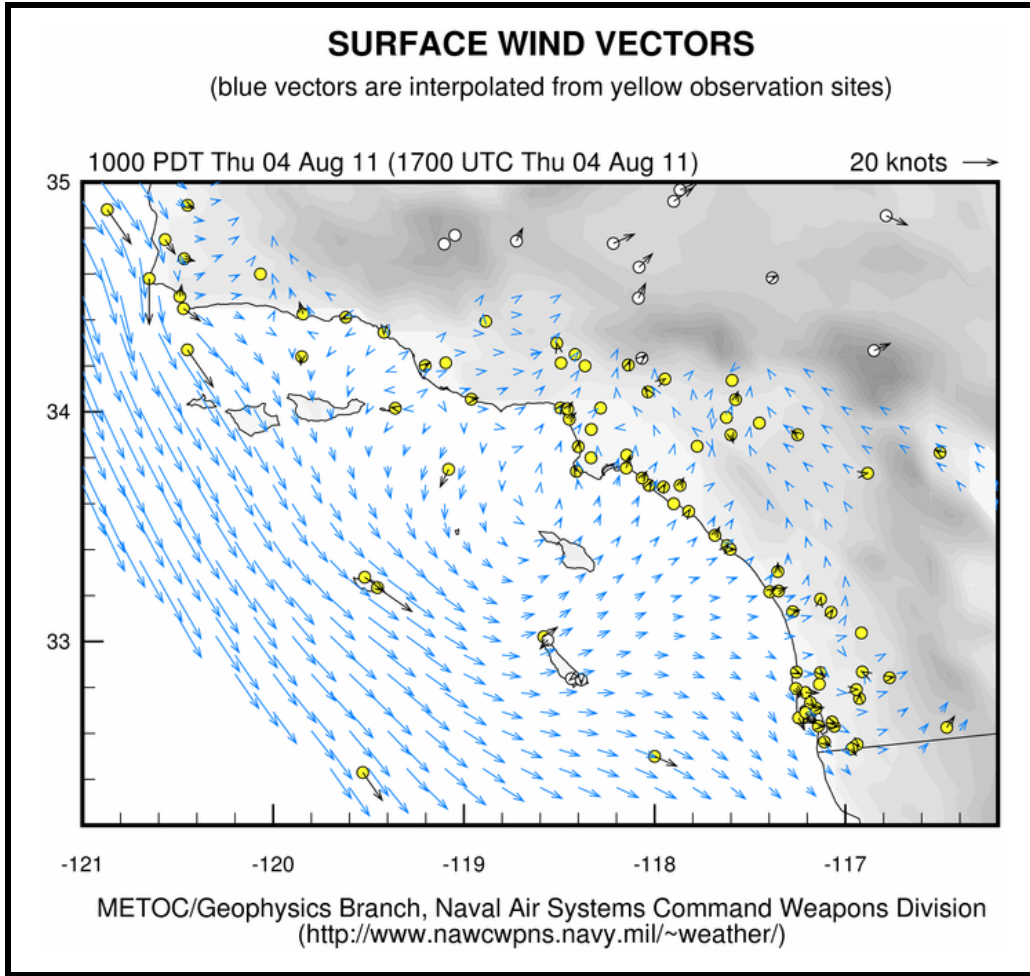 SURFACE WIND VECTORS
(blue vectors are interpolated from yellow observation sites)
1000 PDT Thu 04 Aug 11 (1700 UTC Thu 04 Aug 11)
20 knots
35
34
33
-121
-120
-119
-118
-117
METOC/Geophysics Branch, Naval Air Systems Command Weapons Division
(http://www.nawcwpns.navy.mil/~weather/)